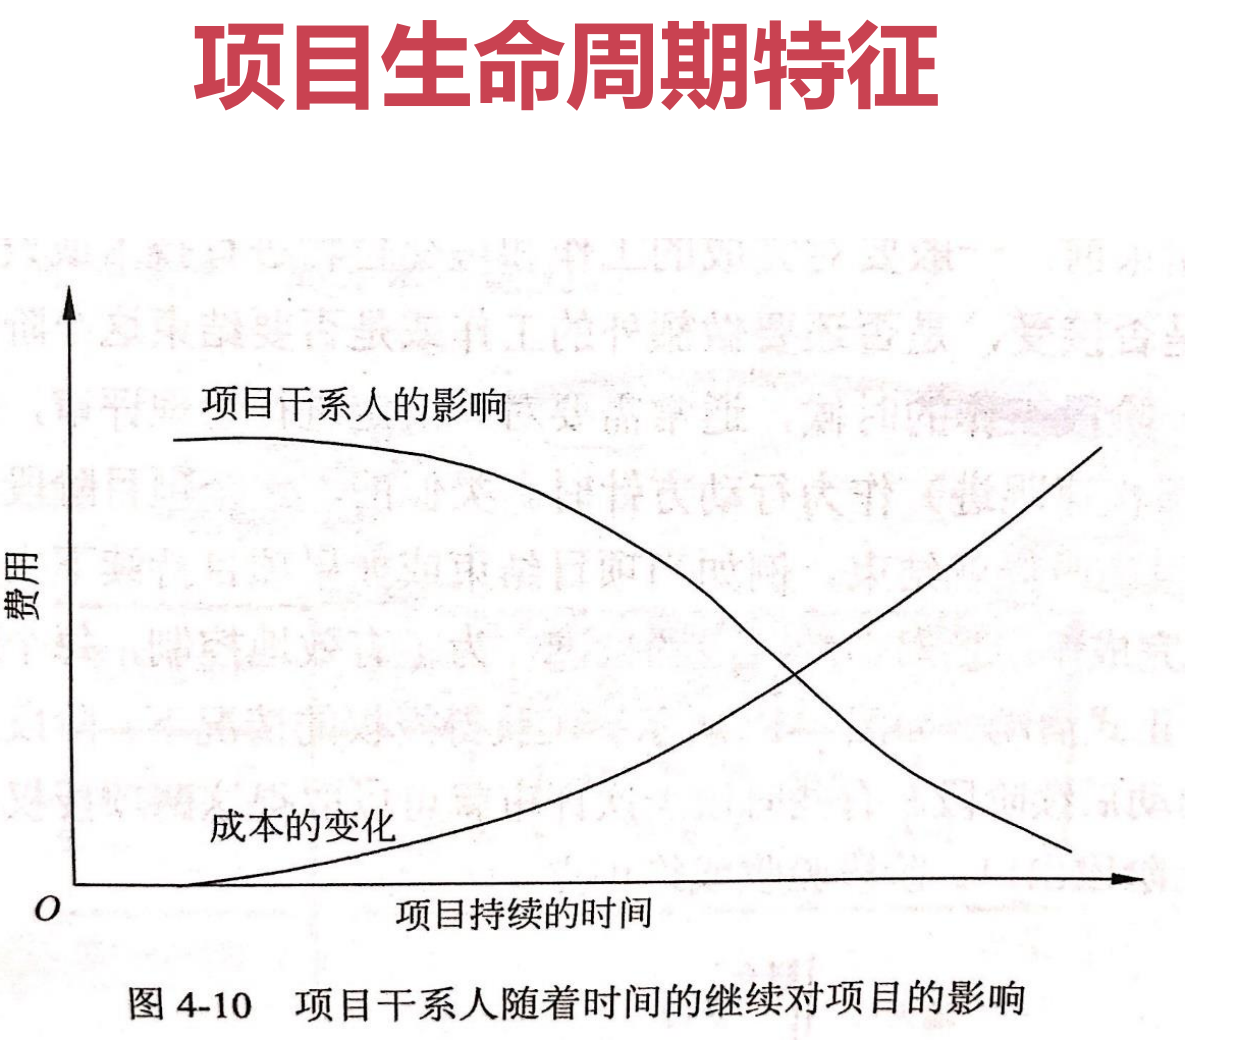 项目生命周期特征
项目干系人的影响
费用
成本的变化
O
项目持续的时间
图 4-10 项目干系人随着时间的继续对项目的影响